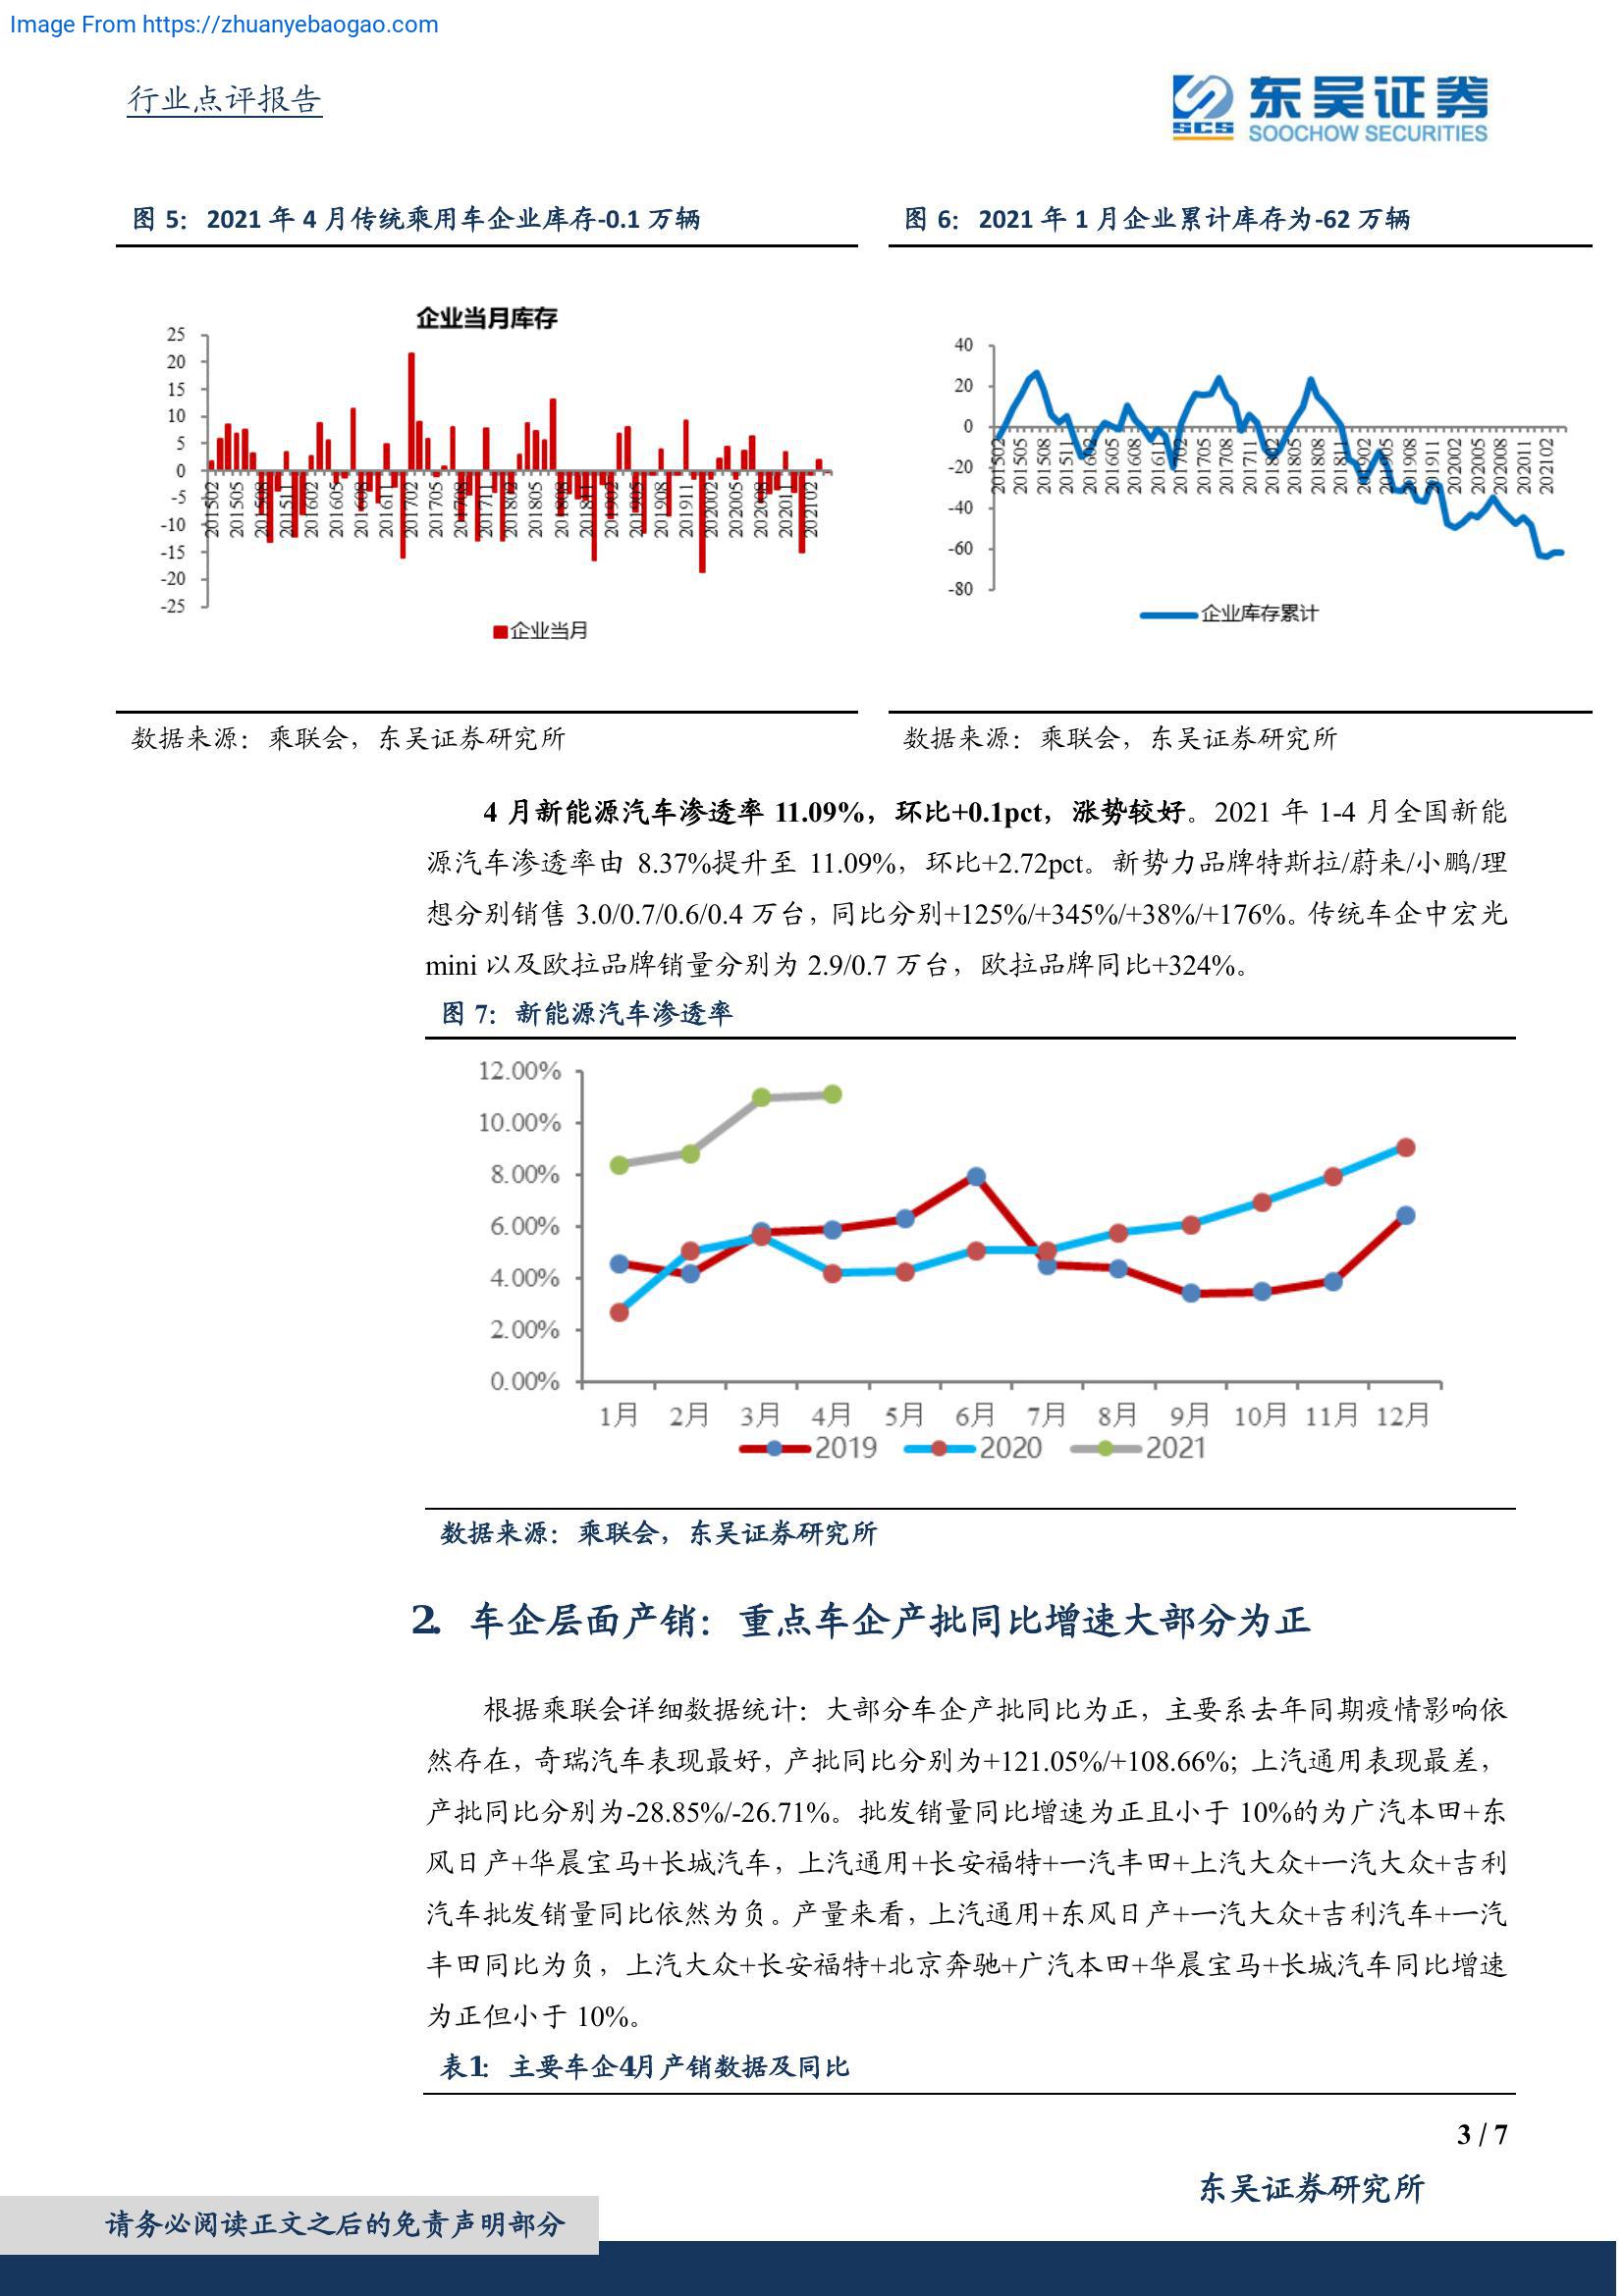 Image From https://zhuanyebaogao.com
行业点评报告
SCS
东吴证券
SOOCHOW SECURITIES
图 5： 2021 年 4 月传统乘用车企业库存-0.1 万辆
图 6： 2021 年 1 月企业累计库存为-62 万辆
企业当月库存
25
20
15
10
5
0
-5
-10
-15
-20
-25
201502 201505 201508 201511 201602 201605 201608 201611 201702 201705 201708 201711 201802 201805 201808 201811 201902 201905 201908 201911 202002 202005 202008 202011 202102
企业当月
40
20
0
-20
-40
-60
-80
201502 201505 201508 201511 201602 201605 201608 201611 201702 201705 201708 201711 201802 201805 201808 201811 201902 201905 201908 201911 202002 202005 202008 202011 202102
企业库存累计
数据来源：乘联会，东吴证券研究所
数据来源：乘联会，东吴证券研究所
4 月新能源汽车渗透率 11.09%，环比+0.1pct，涨势较好。2021 年 1-4 月全国新能
源汽车渗透率由 8.37%提升至 11.09%，环比+2.72pct。新势力品牌特斯拉/蔚来/小鹏/理
想分别销售 3.0/0.7/0.6/0.4 万台，同比分别+125%/+345%/+38%/+176%。传统车企中宏光
mini 以及欧拉品牌销量分别为 2.9/0.7 万台，欧拉品牌同比+324%。
图 7：新能源汽车渗透率
12.00%
10.00%
8.00%
6.00%
4.00%
2.00%
0.00%
1月 2月 3月 4月 5月 6月 7月 8月 9月 10月 11月 12月
2019 2020 2021
数据来源：乘联会，东吴证券研究所
2. 车企层面产销：重点车企产批同比增速大部分为正
根据乘联会详细数据统计：大部分车企产批同比为正，主要系去年同期疫情影响依
然存在，奇瑞汽车表现最好，产批同比分别为+121.05%/+108.66%; 上汽通用表现最差，
产批同比分别为-28.85%/-26.71%。批发销量同比增速为正且小于 10%的为广汽本田+东
风日产+华晨宝马+长城汽车，上汽通用+长安福特+一汽丰田+上汽大众+一汽大众+吉利
汽车批发销量同比依然为负。产量来看，上汽通用+东风日产+一汽大众+吉利汽车+一汽
丰田同比为负，上汽大众+长安福特+北京奔驰+广汽本田+华晨宝马+长城汽车同比增速
为正但小于 10%。
表1：主要车企4月产销数据及同比
3 / 7
东吴证券研究所
请务必阅读正文之后的免责声明部分